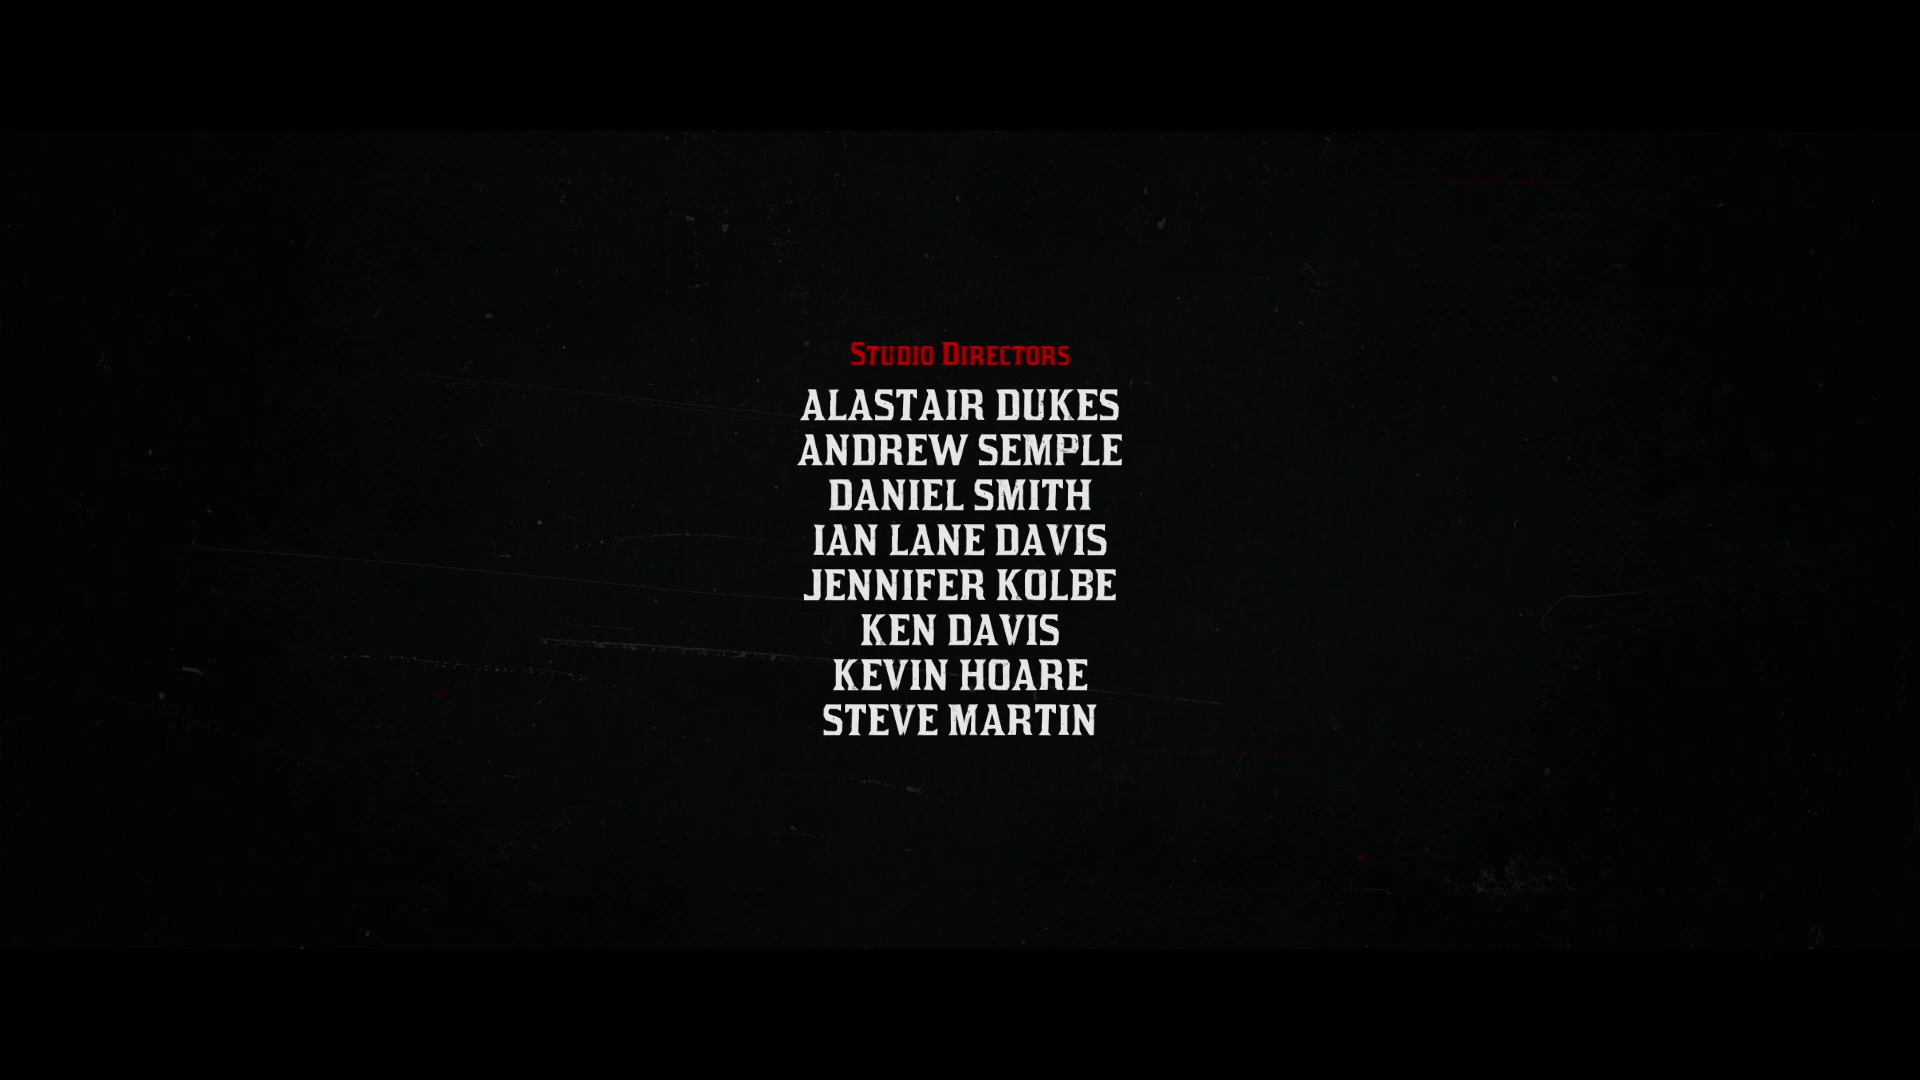 Studio Directors
ALASTAIR DUKES
ANDREW SEMPLE
DANIEL SMITH
IAN LANE DAVIS
JENNIFER KOLBE
KEN DAVIS
KEVIN HOARE
STEVE MARTIN